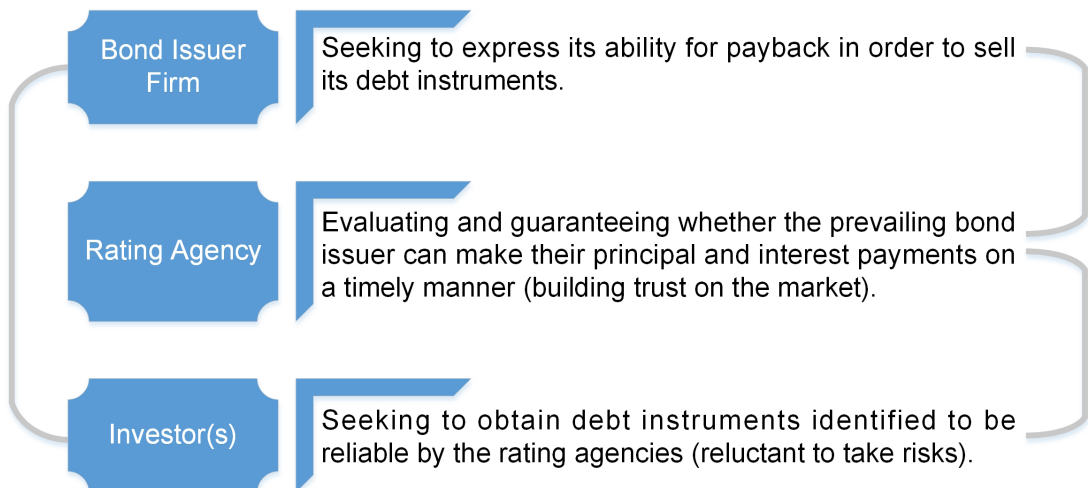 Bond Issuer
Firm
Seeking to express its ability for payback in order to sell
its debt instruments.
Rating Agency
Evaluating and guaranteeing whether the prevailing bond
issuer can make their principal and interest payments on
a timely manner (building trust on the market).
Investor(s)
Seeking to obtain debt instruments identified to be
reliable by the rating agencies (reluctant to take risks).